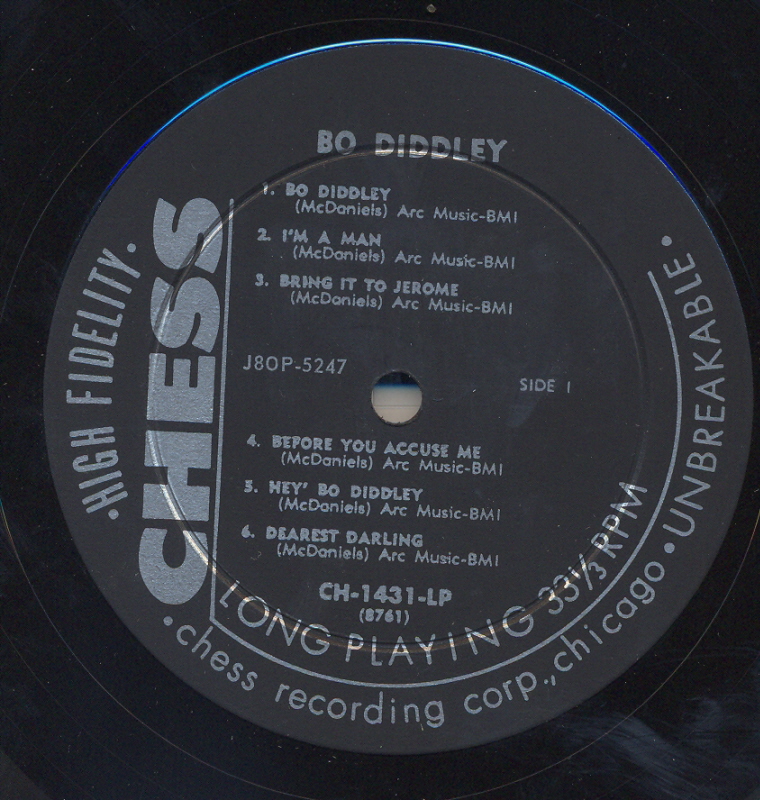 BO DIDDLEY
1. BO DIDDLEY
(McDaniels) Arc Music-BMI
2. I'M A MAN
(McDaniels) Arc Music-BMI
3. BRING IT TO JEROME
(McDaniels) Arc Music-BMI
J8OP-5247
SIDE 1
4. BEFORE YOU ACCUSE ME
(McDaniels) Arc Music-BMI
5. HEY' BO DIDDLEY
(McDaniels) Arc Music-BMI
6. DEAREST DARLING
(McDaniels) Arc Music-BMI
CH-1431-LP
(8761)
LONG PLAYING 33⅓ RPM
CHESS
•HIGH FIDELITY•
•chess recording corp., chicago•UNBREAKABLE•